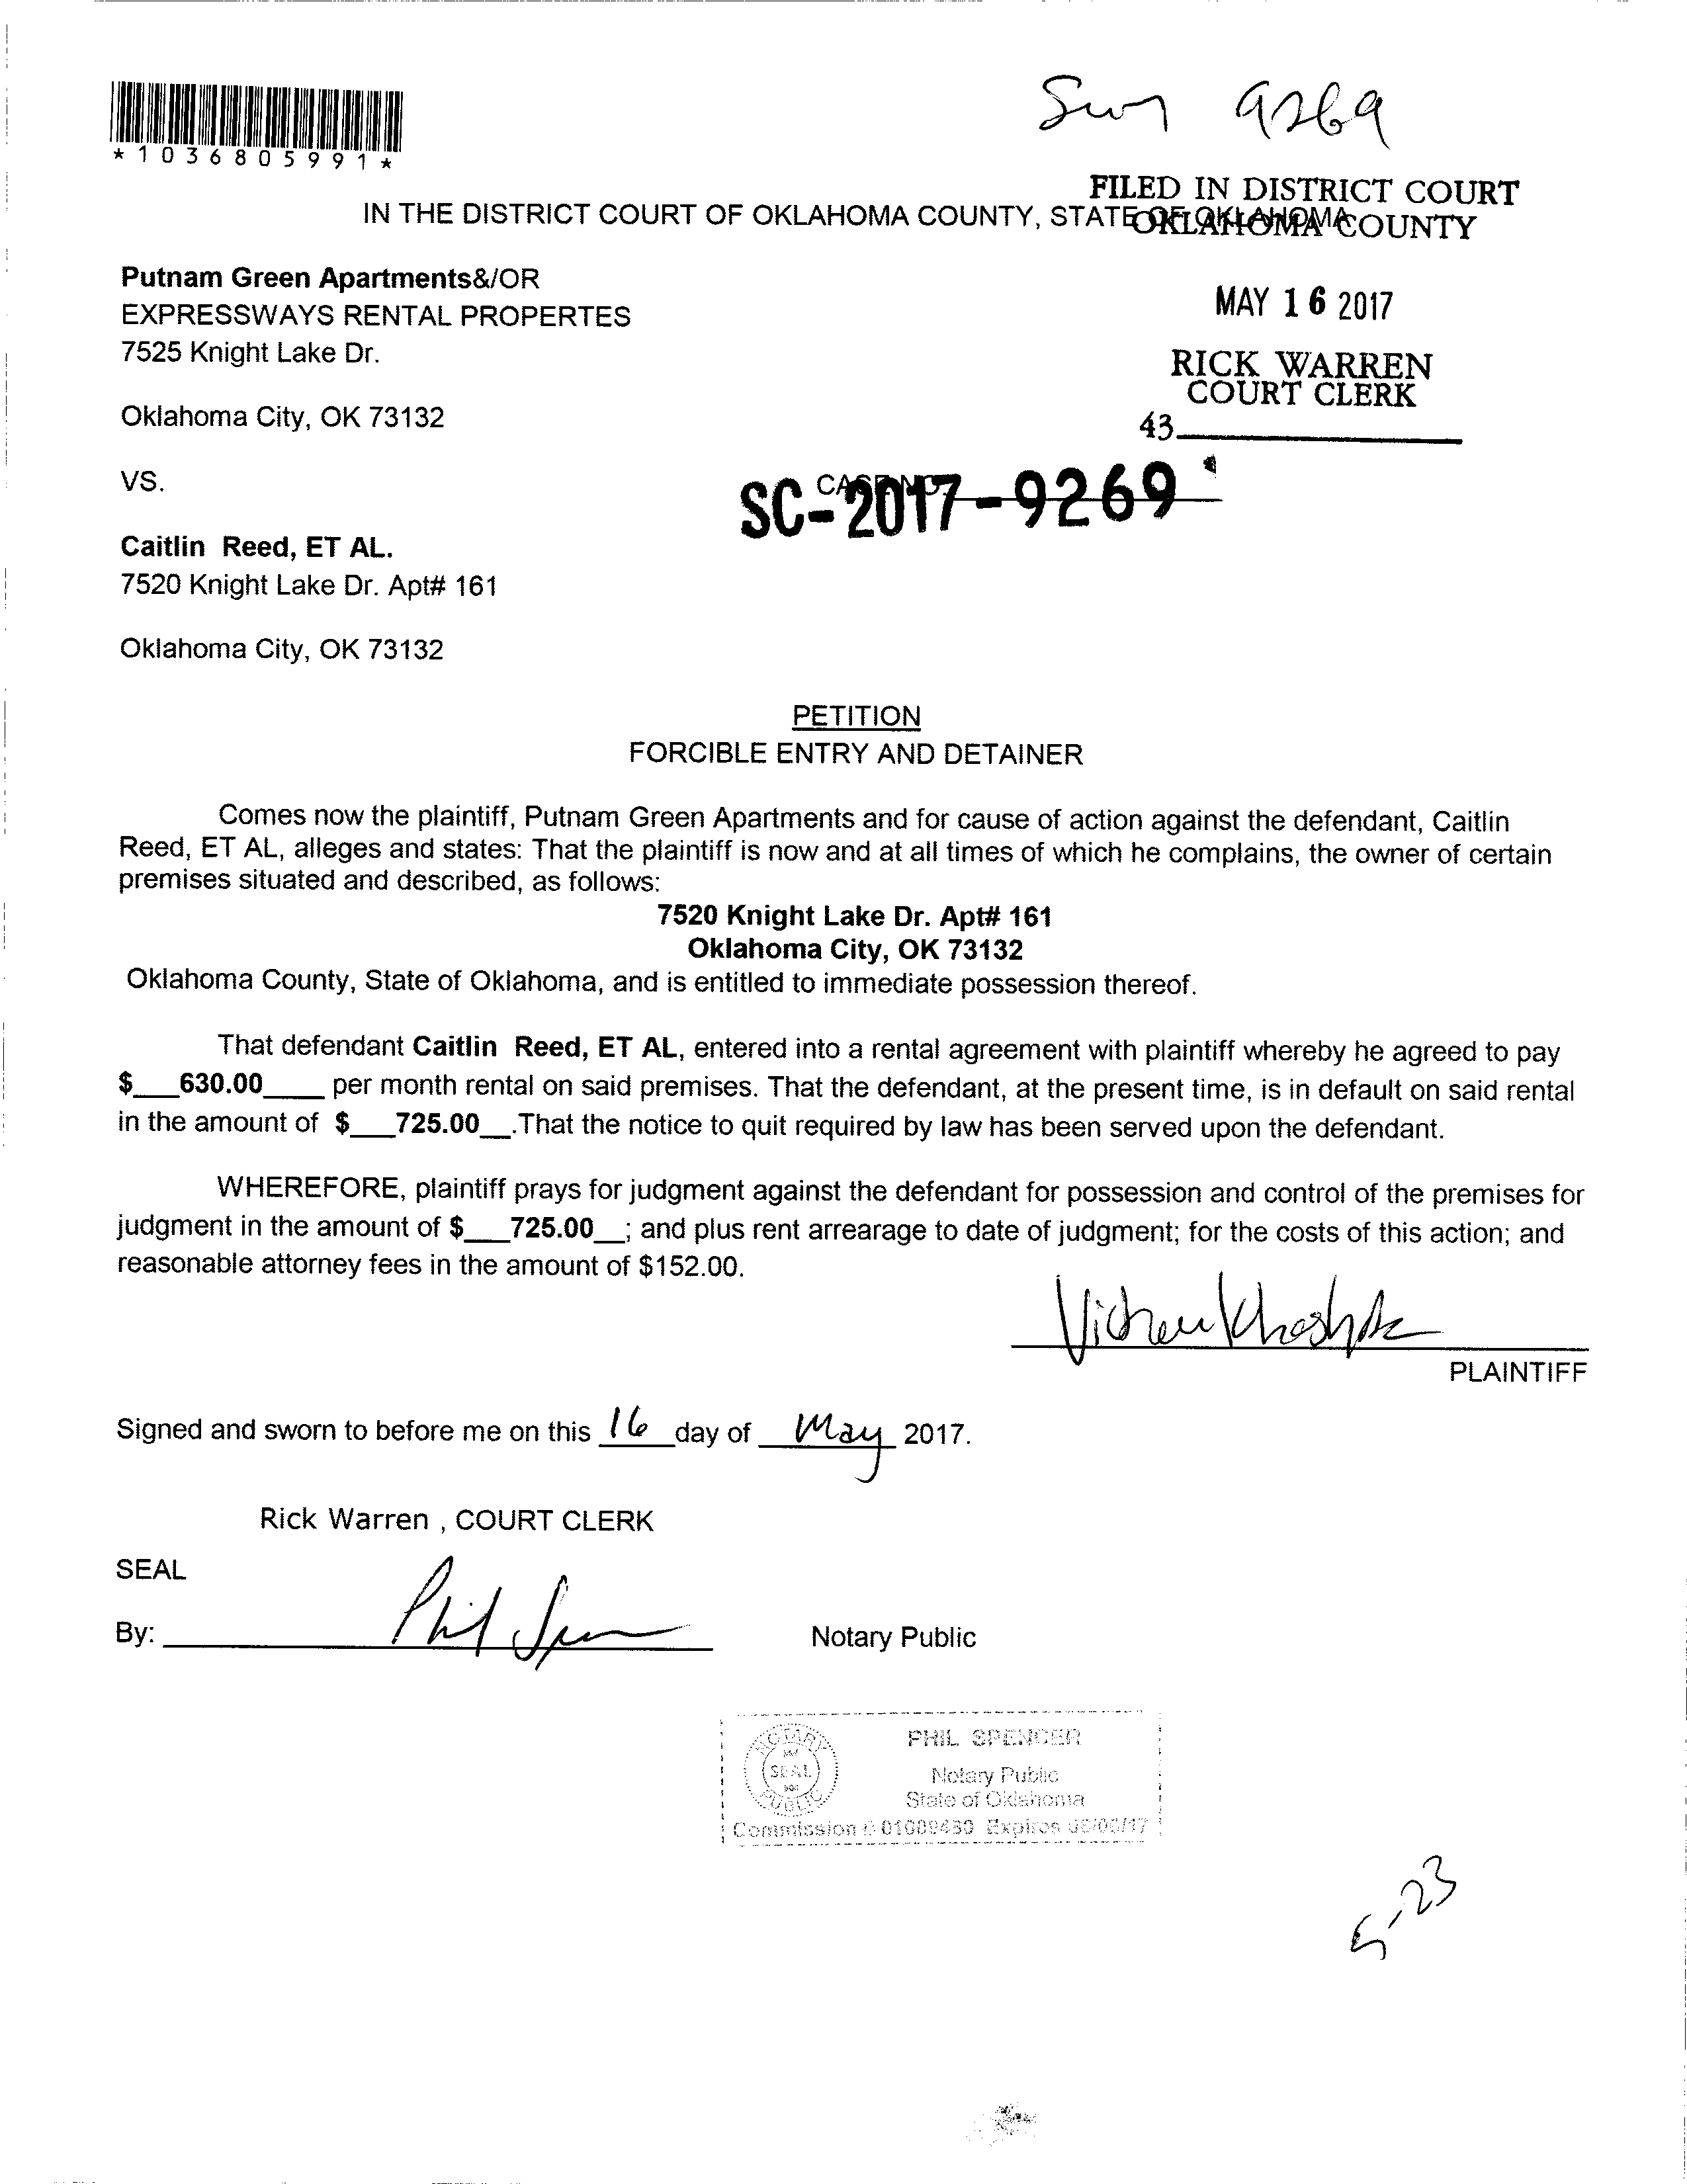 *1036805991*
9269
FILED IN DISTRICT COURT
OKLAHOMA COUNTY
IN THE DISTRICT COURT OF OKLAHOMA COUNTY, STATE OF OKLAHOMA
Putnam Green Apartments&/OR
EXPRESSWAYS RENTAL PROPERTES
7525 Knight Lake Dr.
MAY 16 2017
RICK WARREN
COURT CLERK
Oklahoma City, OK 73132
43
VS.
CASE NO.
SC-2017-9269
Caitlin Reed, ET AL.
7520 Knight Lake Dr. Apt# 161
Oklahoma City, OK 73132
PETITION
FORCIBLE ENTRY AND DETAINER
Comes now the plaintiff, Putnam Green Apartments and for cause of action against the defendant, Caitlin
Reed, ET AL, alleges and states: That the plaintiff is now and at all times of which he complains, the owner of certain
premises situated and described, as follows:
7520 Knight Lake Dr. Apt# 161
Oklahoma City, OK 73132
Oklahoma County, State of Oklahoma, and is entitled to immediate possession thereof.
That defendant Caitlin Reed, ET AL, entered into a rental agreement with plaintiff whereby he agreed to pay
$___630.00____ per month rental on said premises. That the defendant, at the present time, is in default on said rental
in the amount of $___725.00__.That the notice to quit required by law has been served upon the defendant.
WHEREFORE, plaintiff prays for judgment against the defendant for possession and control of the premises for
judgment in the amount of $___725.00__; and plus rent arrearage to date of judgment; for the costs of this action; and
reasonable attorney fees in the amount of $152.00.
PLAINTIFF
Signed and sworn to before me on this 16 day of May 2017.
Rick Warren , COURT CLERK
SEAL
By: Phil Spencer Notary Public
NOTARY
SEAL
PUBLIC
PHIL SPENCER
Notary Public
State of Oklahoma
Commission # Expires
5-23